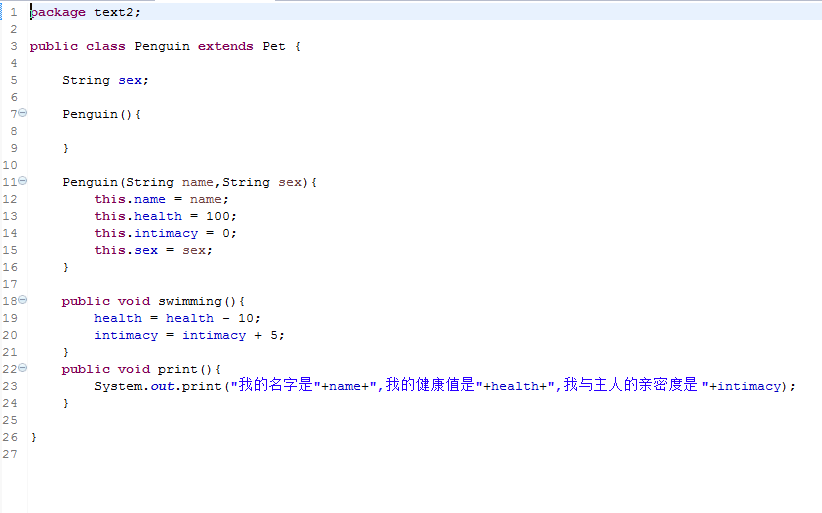 1 package text2;
2
3 public class Penguin extends Pet {
4
5 String sex;
6
7 Penguin(){
8
9 }
10
11 Penguin(String name,String sex){
12 this.name = name;
13 this.health = 100;
14 this.intimacy = 0;
15 this.sex = sex;
16 }
17
18 public void swimming(){
19 health = health - 10;
20 intimacy = intimacy + 5;
21 }
22 public void print(){
23 System.out.print("我的名字是"+name+",我的健康值是"+health+",我与主人的亲密度是"+intimacy);
24 }
25
26 }
27